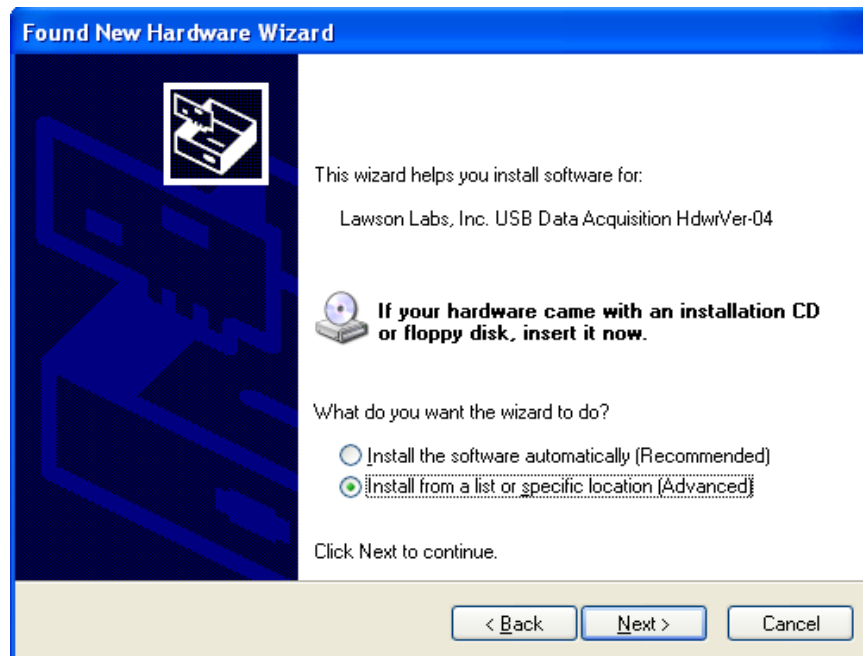 Found New Hardware Wizard
This wizard helps you install software for:
Lawson Labs, Inc. USB Data Acquisition HdwrVer-04
If your hardware came with an installation CD
or floppy disk, insert it now.
What do you want the wizard to do?
Install the software automatically (Recommended)
Install from a list or specific location (Advanced)
Click Next to continue.
< Back Next > Cancel